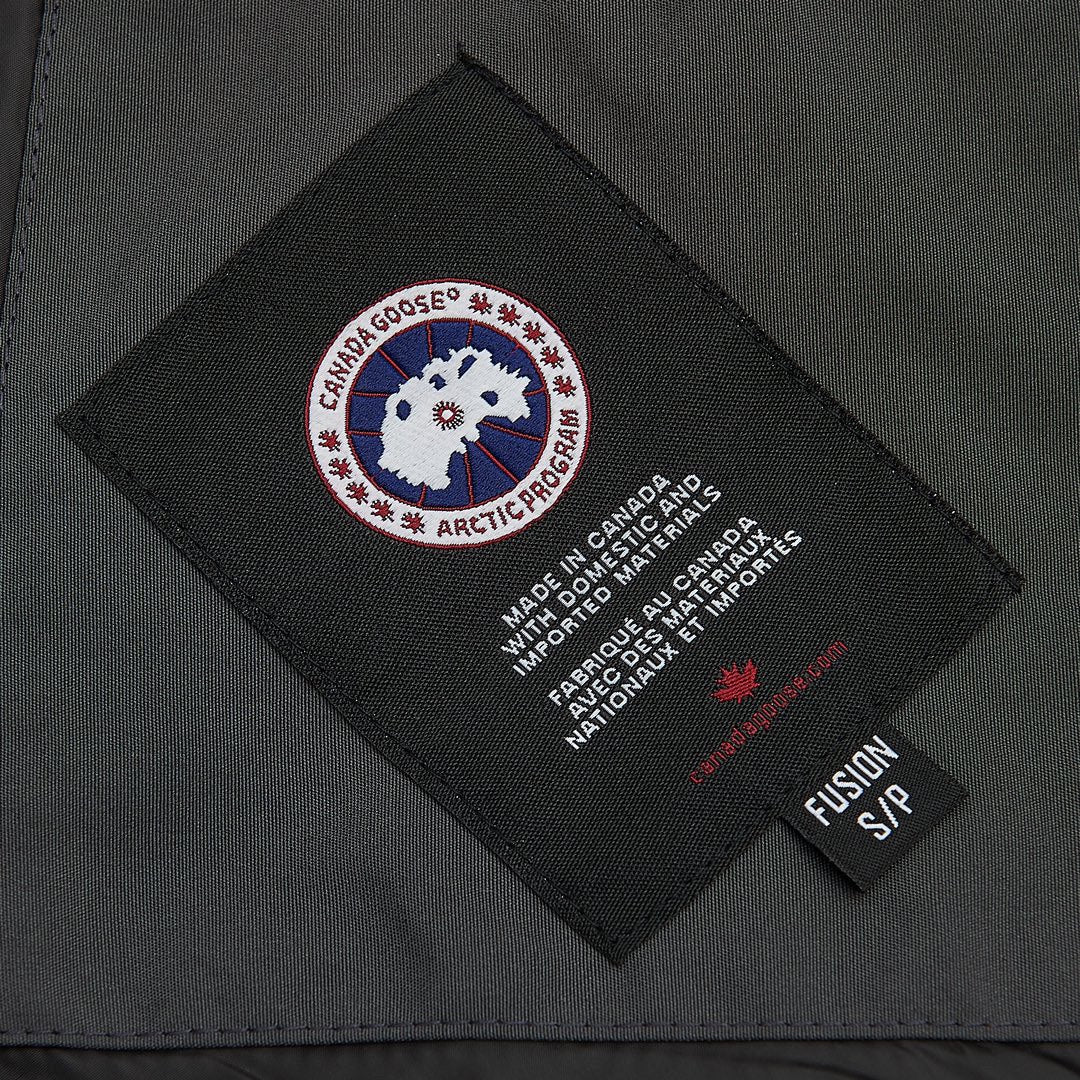 CANADA GOOSE®
ARCTIC PROGRAM
MADE IN CANADA
WITH DOMESTIC AND
IMPORTED MATERIALS
FABRIQUÉ AU CANADA
AVEC DES MATÉRIAUX
NATIONAUX ET IMPORTÉS
canadagoose.com
FUSION
S/P